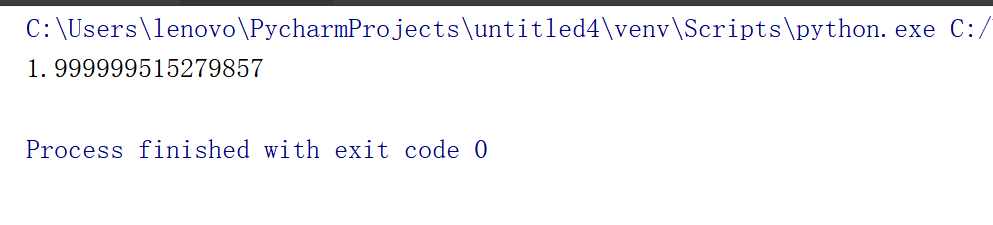 C:\Users\lenovo\PycharmProjects\untitled4\venv\Scripts\python.exe C:/
1.999999515279857
Process finished with exit code 0